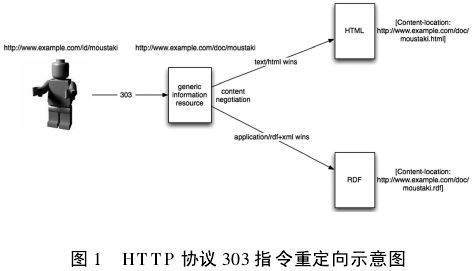 http://www.example.com/id/moustaki
http://www.example.com/doc/moustaki
303
generic
information
resource
text/html wins
content
negotiation
application/rdf+xml wins
HTML
[Content-location:
http://www.example.com/doc/
moustaki.html]
RDF
[Content-location:
http://www.example.com/doc/
moustaki.rdf]
图 1 HTTP 协议 303 指令重定向示意图